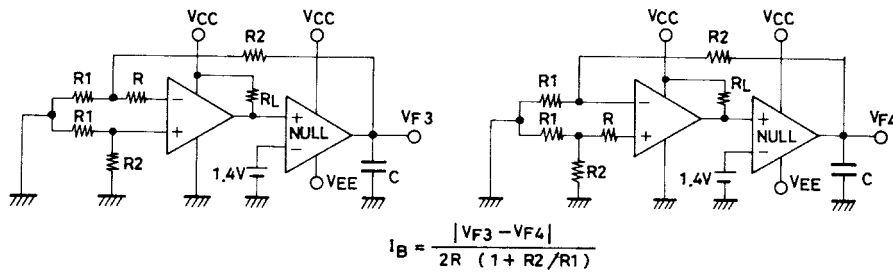 VCC VCC VCC VCC
R2 R2
R1 R R1
RL RL
R1 R1 R
− + − +
+ NULL − + NULL −
VF3 VF4
R2 R2
1.4V VEE C 1.4V VEE C
IB = |VF3 −VF4| / 2R (1 + R2/R1)